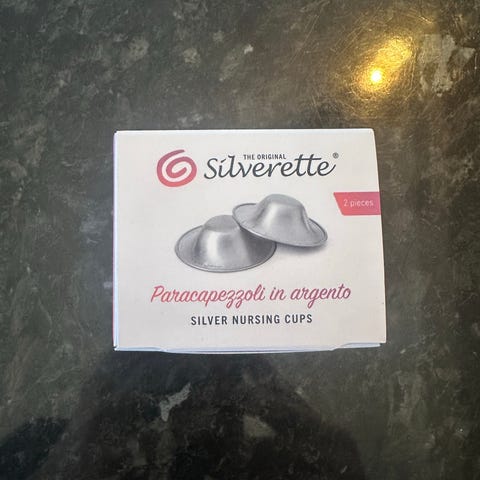 THE ORIGINAL
Silverette®
2 pieces
Paracapezzoli in argento
SILVER NURSING CUPS